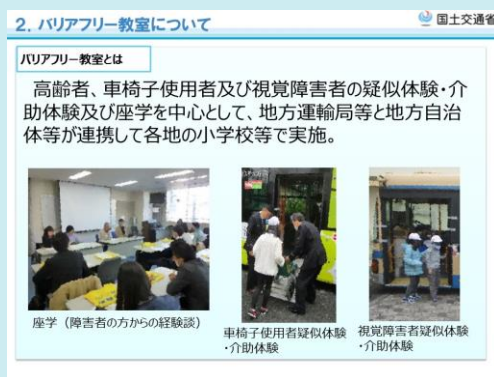 2. バリアフリー教室について
国土交通省
バリアフリー教室とは
高齢者、車椅子使用者及び視覚障害者の疑似体験・介
助体験及び座学を中心として、地方運輸局等と地方自治
体等が連携して各地の小学校等で実施。
座学（障害者の方からの経験談）
車椅子使用者疑似体験
・介助体験
視覚障害者疑似体験
・介助体験